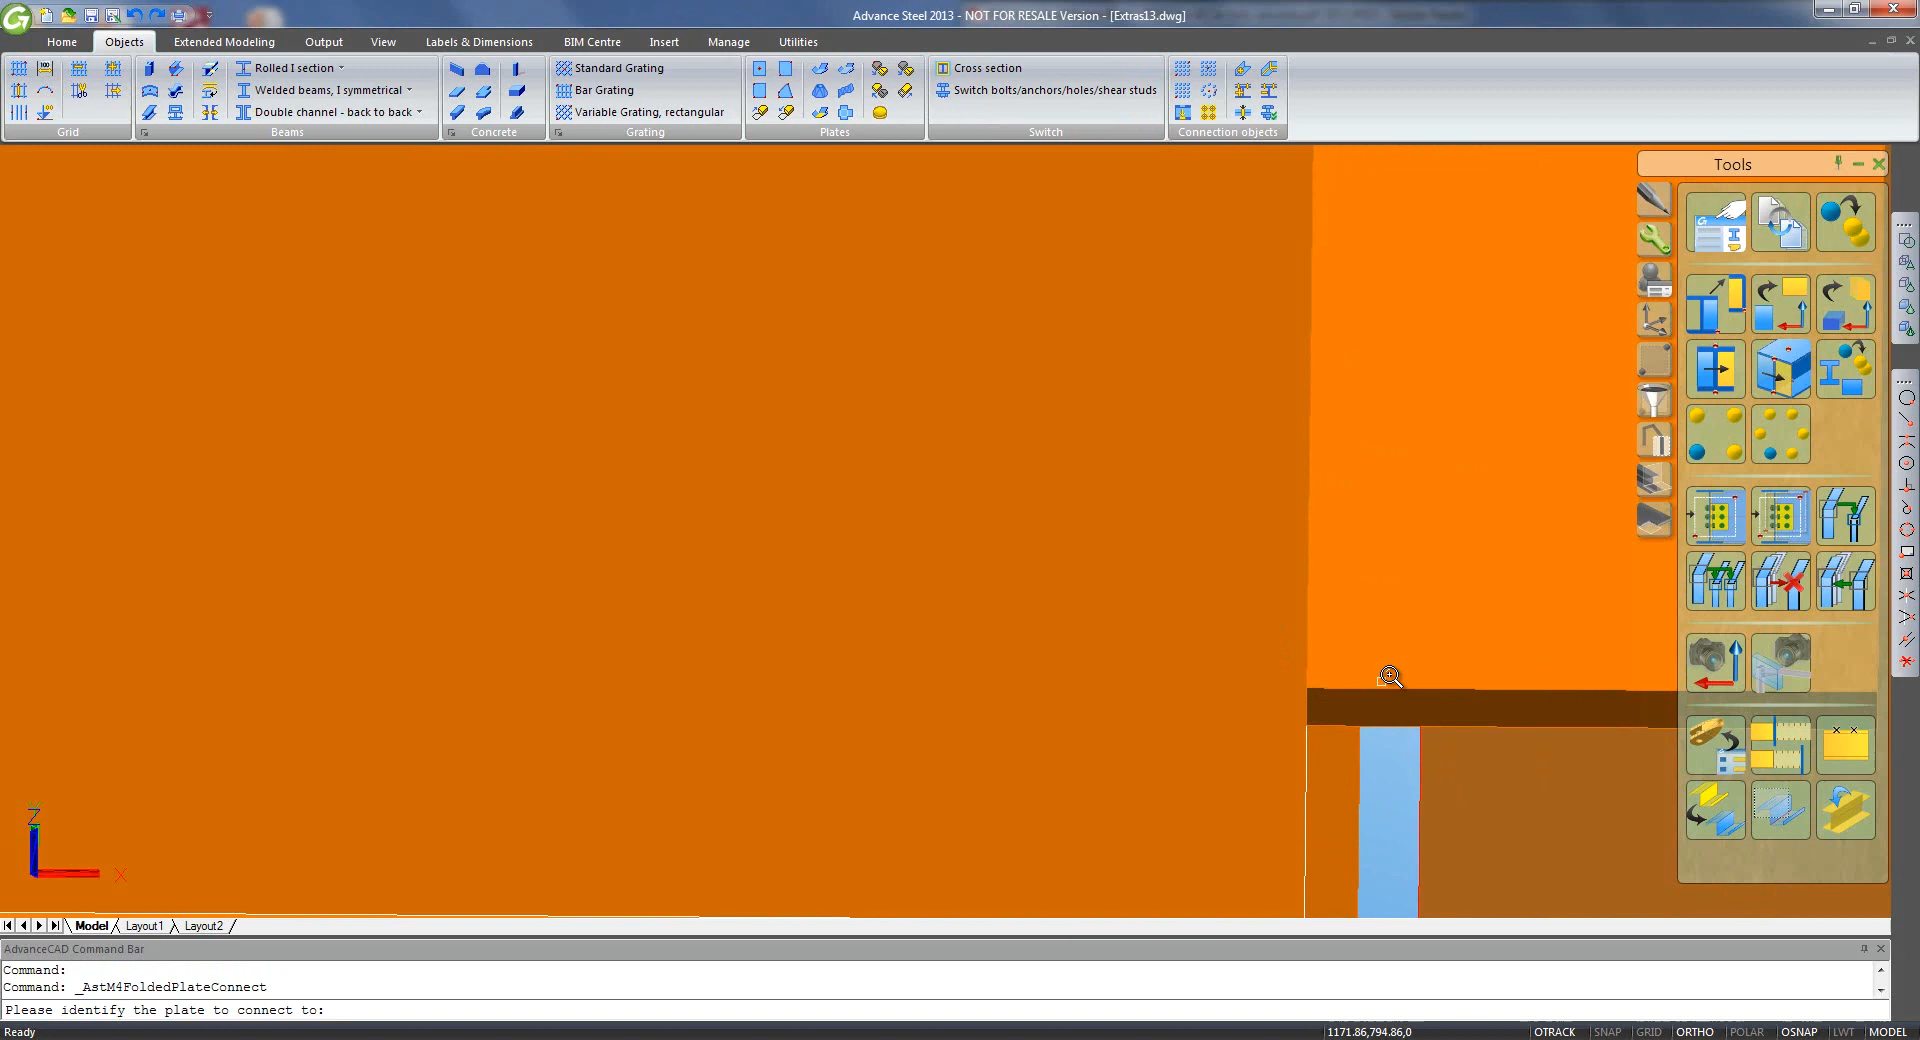 Advance Steel 2013 - NOT FOR RESALE Version - [Extras13.dwg]
Home Objects Extended Modeling Output View Labels & Dimensions BIM Centre Insert Manage Utilities
Rolled I section
Welded beams, I symmetrical
Double channel - back to back
Standard Grating
Bar Grating
Variable Grating, rectangular
Cross section
Switch bolts/anchors/holes/shear studs
Grid Beams Concrete Grating Plates Switch Connection objects
Tools
Z
X
Model Layout1 Layout2
AdvanceCAD Command Bar
Command:
Command: _AstM4FoldedPlateConnect
Please identify the plate to connect to:
Ready 1171.86,794.86,0 OTRACK SNAP GRID ORTHO POLAR OSNAP LWT MODEL